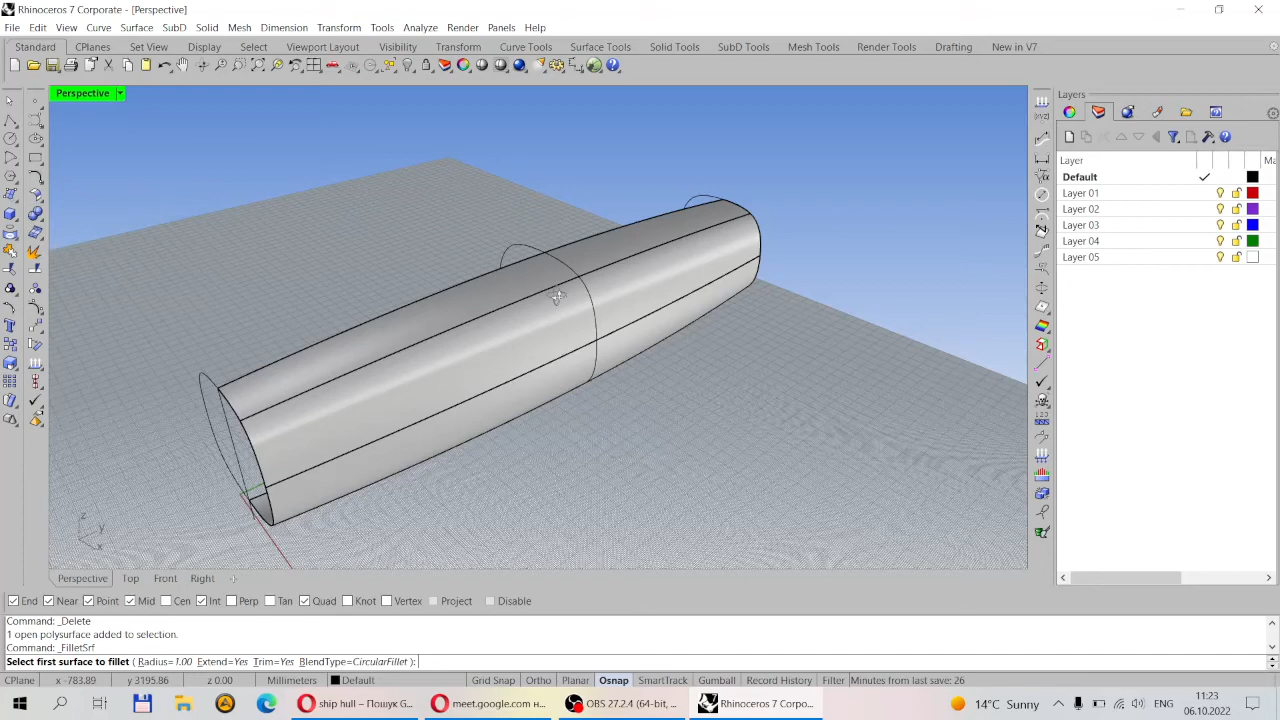 Rhinoceros 7 Corporate - [Perspective]
File Edit View Curve Surface SubD Solid Mesh Dimension Transform Tools Analyze Render Panels Help
Standard CPlanes Set View Display Select Viewport Layout Visibility Transform Curve Tools Surface Tools Solid Tools SubD Tools Mesh Tools Render Tools Drafting New in V7
Perspective
Layers
Layer Ma
Default
Layer 01
Layer 02
Layer 03
Layer 04
Layer 05
z
y
x
Perspective Top Front Right
End Near Point Mid Cen Int Perp Tan Quad Knot Vertex Project Disable
Command: _Delete
1 open polysurface added to selection.
Command: _FilletSrf
Select first surface to fillet ( Radius=1.00 Extend=Yes Trim=Yes BlendType=CircularFillet ):
CPlane x -783.89 y 3195.86 z 0.00 Millimeters Default Grid Snap Ortho Planar Osnap SmartTrack Gumball Record History Filter Minutes from last save: 26
ship hull – Пошук G... meet.google.com н... OBS 27.2.4 (64-bit, ... Rhinoceros 7 Corpo... 14°C Sunny ENG 11:23
06.05.2022